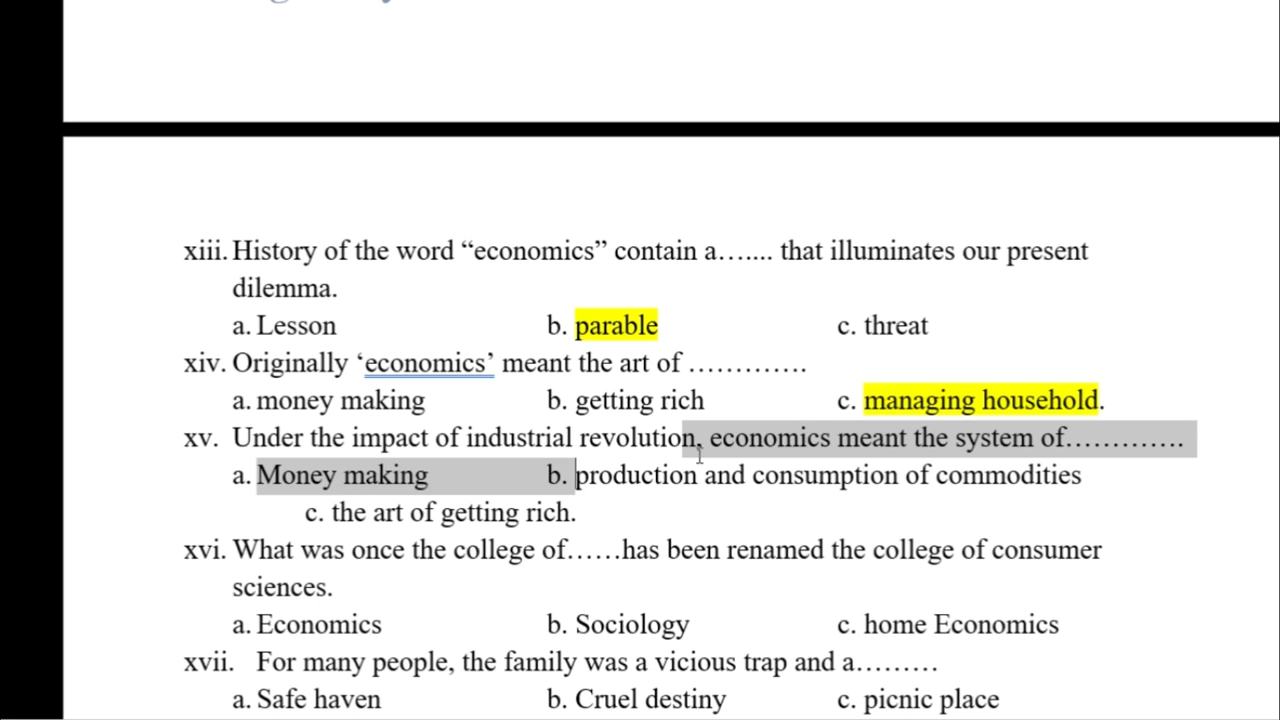 xiii. History of the word “economics” contain a….... that illuminates our present
dilemma.
a. Lesson b. parable c. threat
xiv. Originally ‘economics’ meant the art of ………….
a. money making b. getting rich c. managing household.
xv. Under the impact of industrial revolution, economics meant the system of………….
a. Money making b. production and consumption of commodities
c. the art of getting rich.
xvi. What was once the college of……has been renamed the college of consumer
sciences.
a. Economics b. Sociology c. home Economics
xvii. For many people, the family was a vicious trap and a………
a. Safe haven b. Cruel destiny c. picnic place